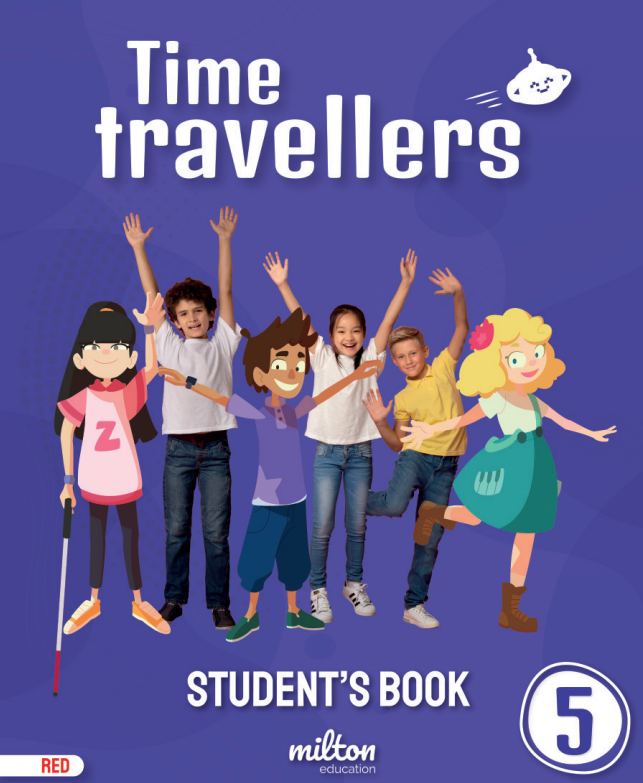 Time
travellers
Z
STUDENT'S BOOK
5
milton
education
RED